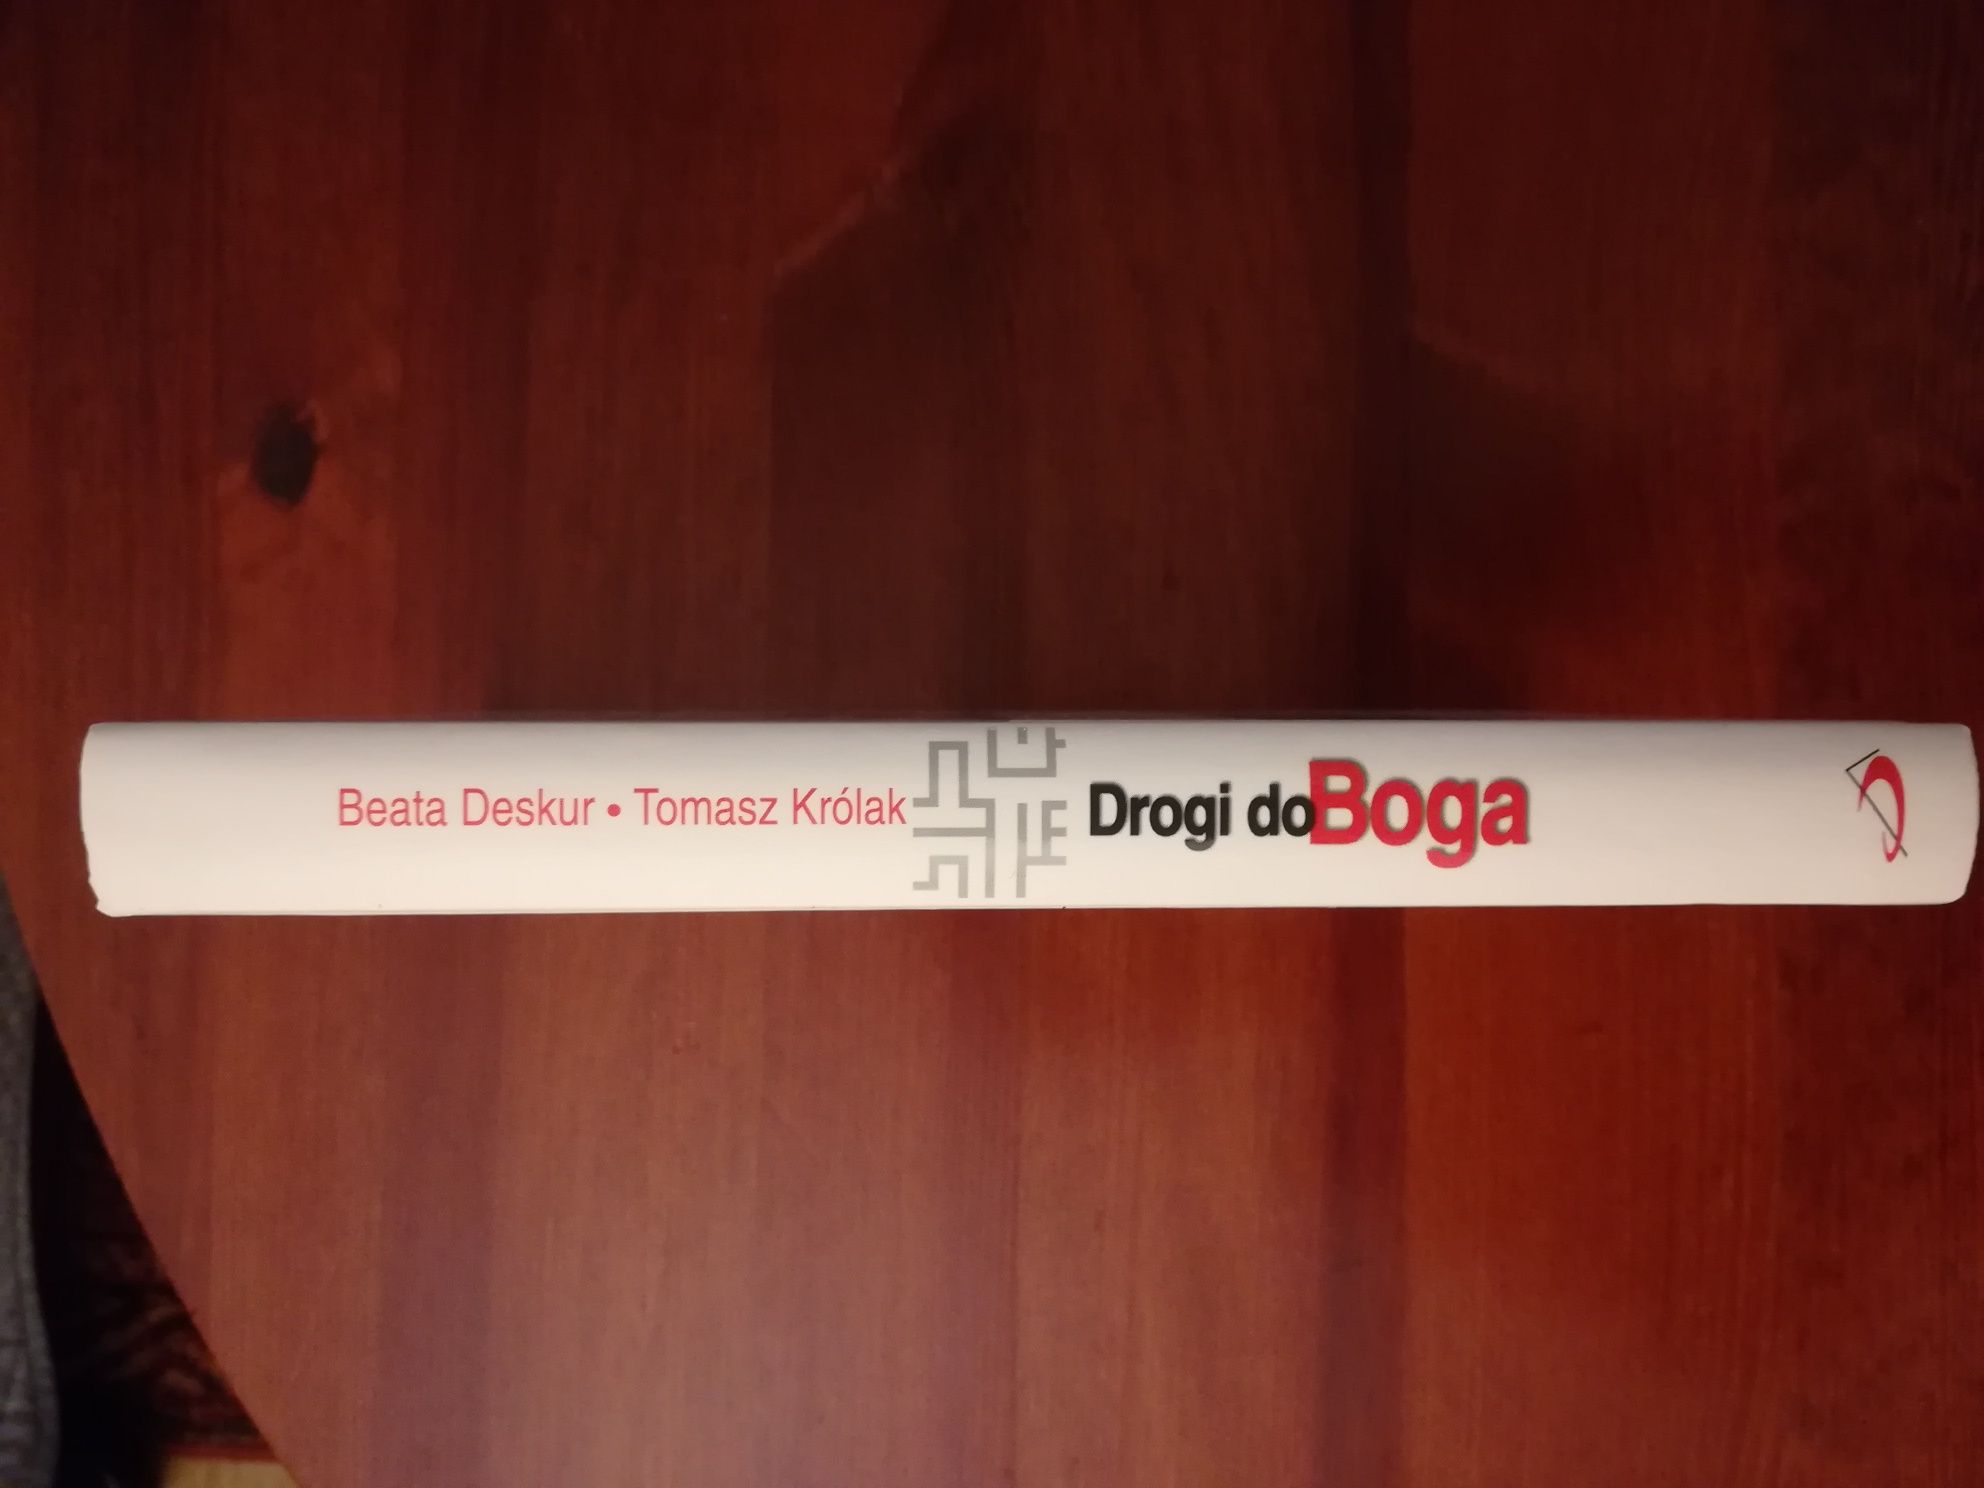 Beata Deskur • Tomasz Królak Drogi do Boga